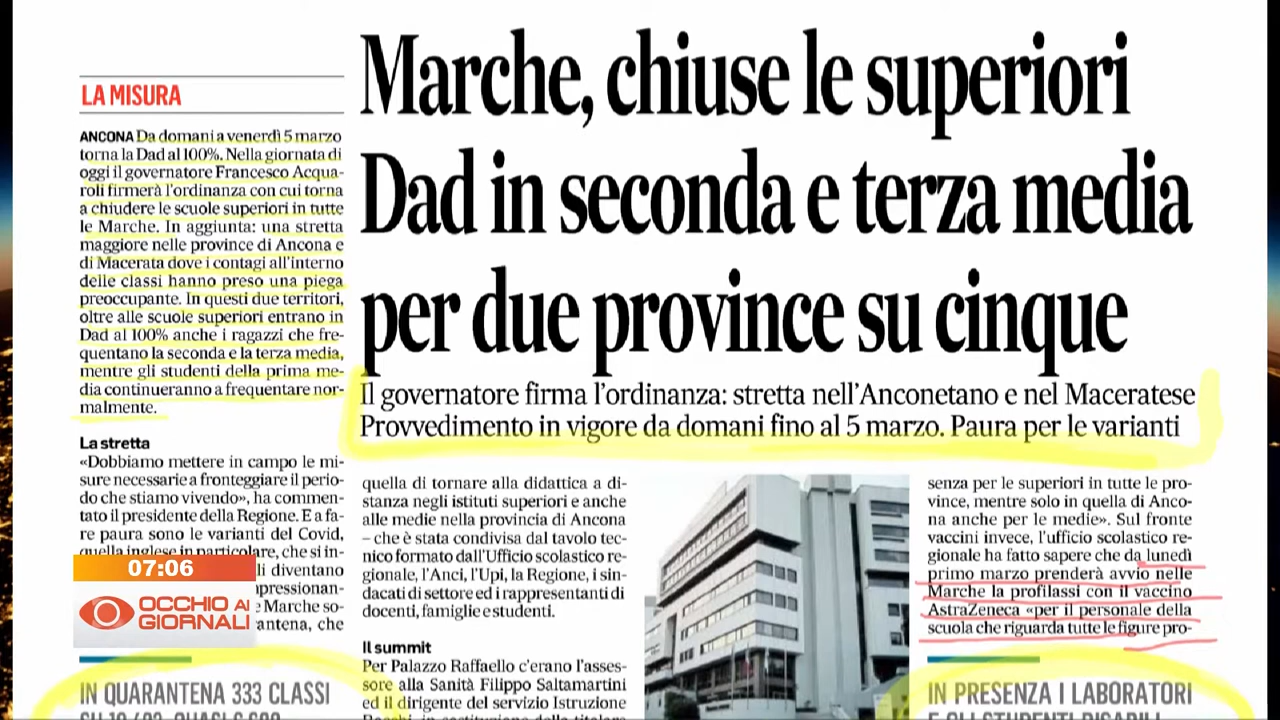 LA MISURA
Marche, chiuse le superiori
Dad in seconda e terza media
per due province su cinque
Il governatore firma l'ordinanza: stretta nell'Anconetano e nel Maceratese
Provvedimento in vigore da domani fino al 5 marzo. Paura per le varianti
ANCONA Da domani a venerdì 5 marzo
torna la Dad al 100%. Nella giornata di
oggi il governatore Francesco Acqua-
roli firmerà l'ordinanza con cui torna
a chiudere le scuole superiori in tutte
le Marche. In aggiunta: una stretta
maggiore nelle province di Ancona e
di Macerata dove i contagi all'interno
delle classi hanno preso una piega
preoccupante. In questi due territori,
oltre alle scuole superiori entrano in
Dad al 100% anche i ragazzi che fre-
quentano la seconda e la terza media,
mentre gli studenti della prima me-
dia continueranno a frequentare nor-
malmente.
La stretta
«Dobbiamo mettere in campo le mi-
sure necessarie a fronteggiare il perio-
do che stiamo vivendo», ha commen-
tato il presidente della Regione. E a fa-
re paura sono le varianti del Covid,
quella inglese in particolare, che si in-
li diventano
npressionan-
e Marche so-
antena, che
07:06
OCCHIO AI
GIORNALI
IN QUARANTENA 333 CLASSI
quella di tornare alla didattica a di-
stanza negli istituti superiori e anche
alle medie nella provincia di Ancona
– che è stata condivisa dal tavolo tec-
nico formato dall'Ufficio scolastico re-
gionale, l'Anci, l'Upi, la Regione, i sin-
dacati di settore ed i rappresentanti di
docenti, famiglie e studenti.
Il summit
Per Palazzo Raffaello c'erano l'asses-
sore alla Sanità Filippo Saltamartini
ed il dirigente del servizio Istruzione
senza per le superiori in tutte le pro-
vince, mentre solo in quella di Anco-
na anche per le medie». Sul fronte
vaccini invece, l'ufficio scolastico re-
gionale ha fatto sapere che da lunedì
primo marzo prenderà avvio nelle
Marche la profilassi con il vaccino
AstraZeneca «per il personale della
scuola che riguarda tutte le figure pro-
IN PRESENZA I LABORATORI
E GLI STUDENTI DISABILI